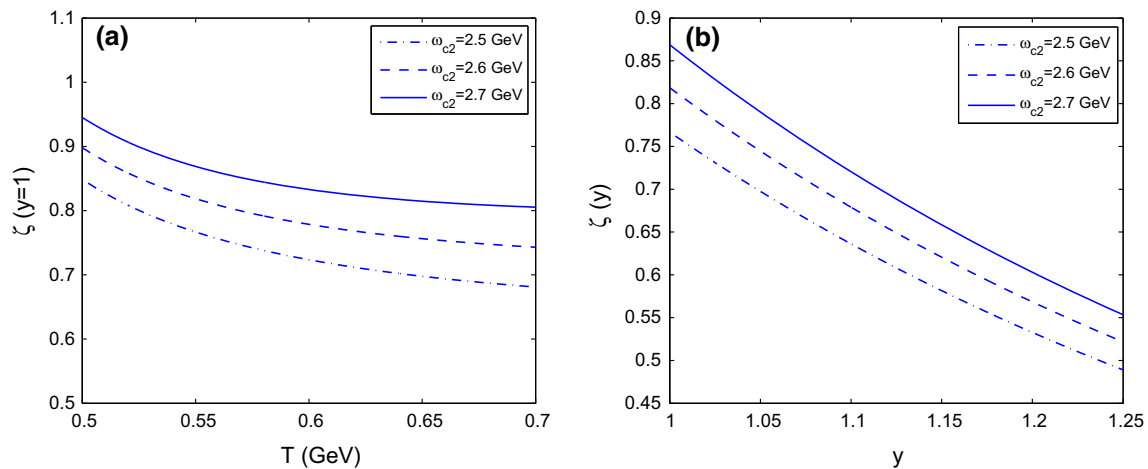 (a)
ω_c2=2.5 GeV
ω_c2=2.6 GeV
ω_c2=2.7 GeV
1.1
1
0.9
0.8
0.7
0.6
0.5
ζ (y=1)
0.5 0.55 0.6 0.65 0.7
T (GeV)
(b)
ω_c2=2.5 GeV
ω_c2=2.6 GeV
ω_c2=2.7 GeV
0.9
0.85
0.8
0.75
0.7
0.65
0.6
0.55
0.5
0.45
ζ (y)
1 1.05 1.1 1.15 1.2 1.25
y